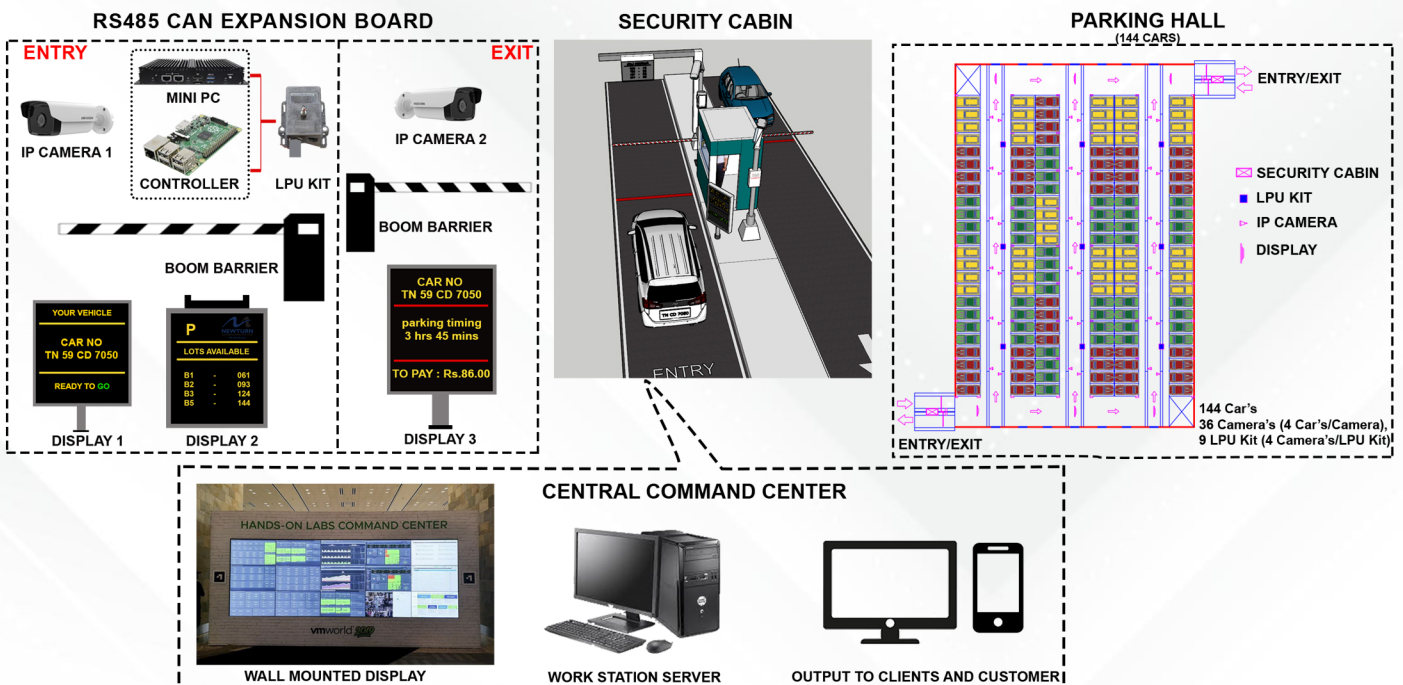 RS485 CAN EXPANSION BOARD
ENTRY
EXIT
MINI PC
IP CAMERA 1
CONTROLLER
LPU KIT
IP CAMERA 2
BOOM BARRIER
BOOM BARRIER
YOUR VEHICLE
CAR NO
TN 59 CD 7050
READY TO GO
DISPLAY 1
P
NEWTURN
LOTS AVAILABLE
B1 - 061
B2 - 093
B3 - 124
B5 - 144
DISPLAY 2
CAR NO
TN 59 CD 7050
parking timing
3 hrs 45 mins
TO PAY : Rs.86.00
DISPLAY 3
SECURITY CABIN
TN CD 7050
ENTRY
PARKING HALL
(144 CARS)
ENTRY/EXIT
SECURITY CABIN
LPU KIT
IP CAMERA
DISPLAY
ENTRY/EXIT
144 Car's
36 Camera's (4 Car's/Camera),
9 LPU Kit (4 Camera's/LPU Kit)
CENTRAL COMMAND CENTER
HANDS-ON LABS COMMAND CENTER
vmworld 2019
WALL MOUNTED DISPLAY
WORK STATION SERVER
OUTPUT TO CLIENTS AND CUSTOMER